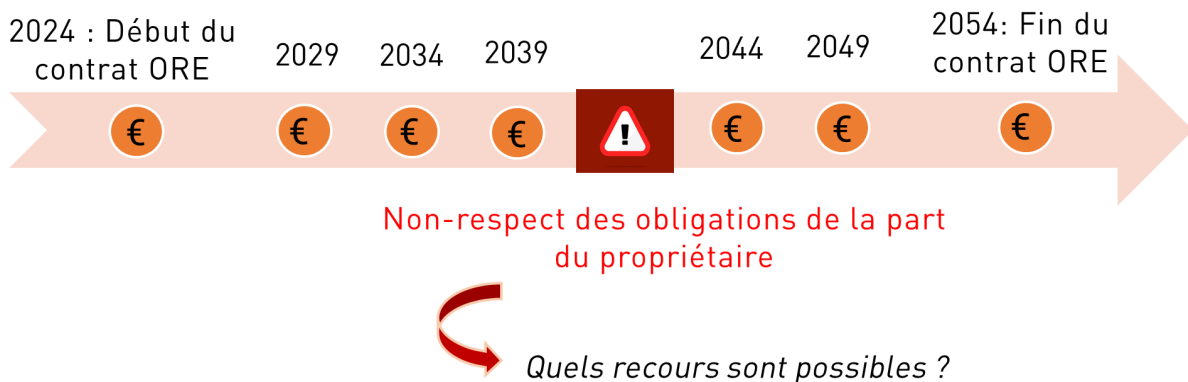 2024 : Début du
contrat ORE
2029
2034
2039
2044
2049
2054: Fin du
contrat ORE
€
€
€
€
!
€
€
€
Non-respect des obligations de la part
du propriétaire
Quels recours sont possibles ?